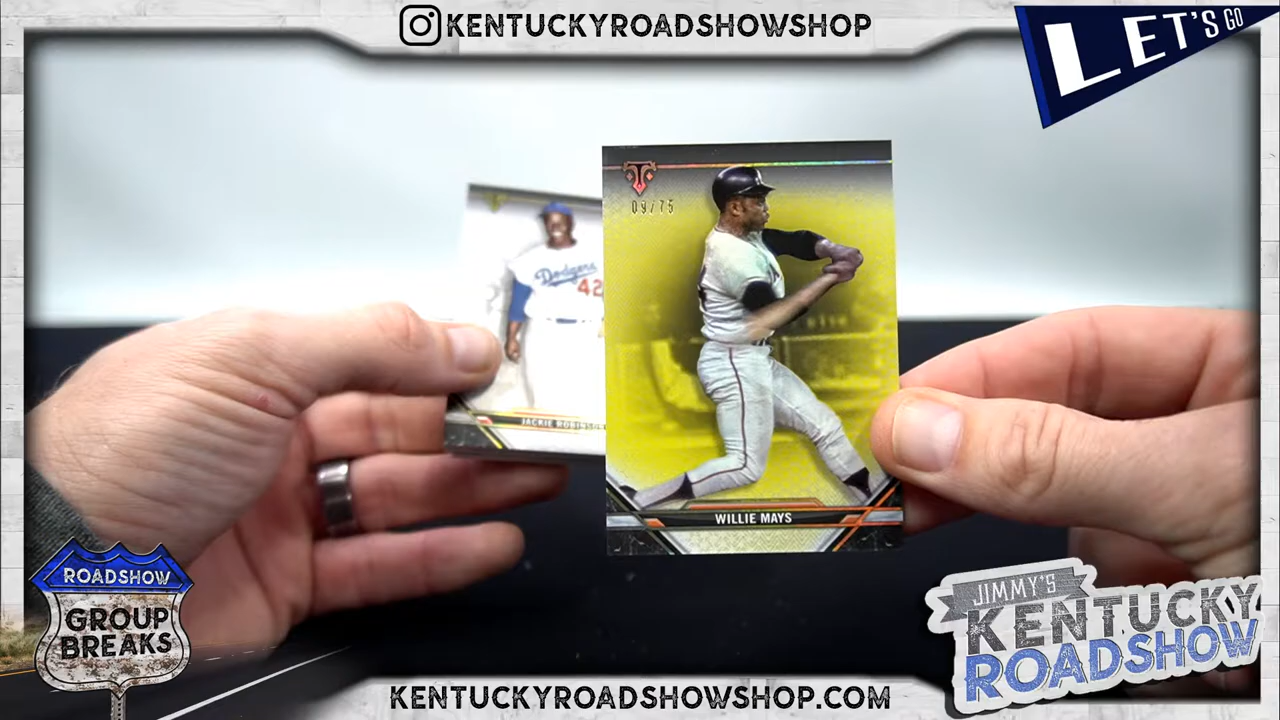 KENTUCKYROADSHOWSHOP
LET'S GO
09/75
Dodgers
42
JACKIE ROBINSON
WILLIE MAYS
ROADSHOW
GROUP
BREAKS
JIMMY'S
KENTUCKY
ROADSHOW
KENTUCKYROADSHOWSHOP.COM